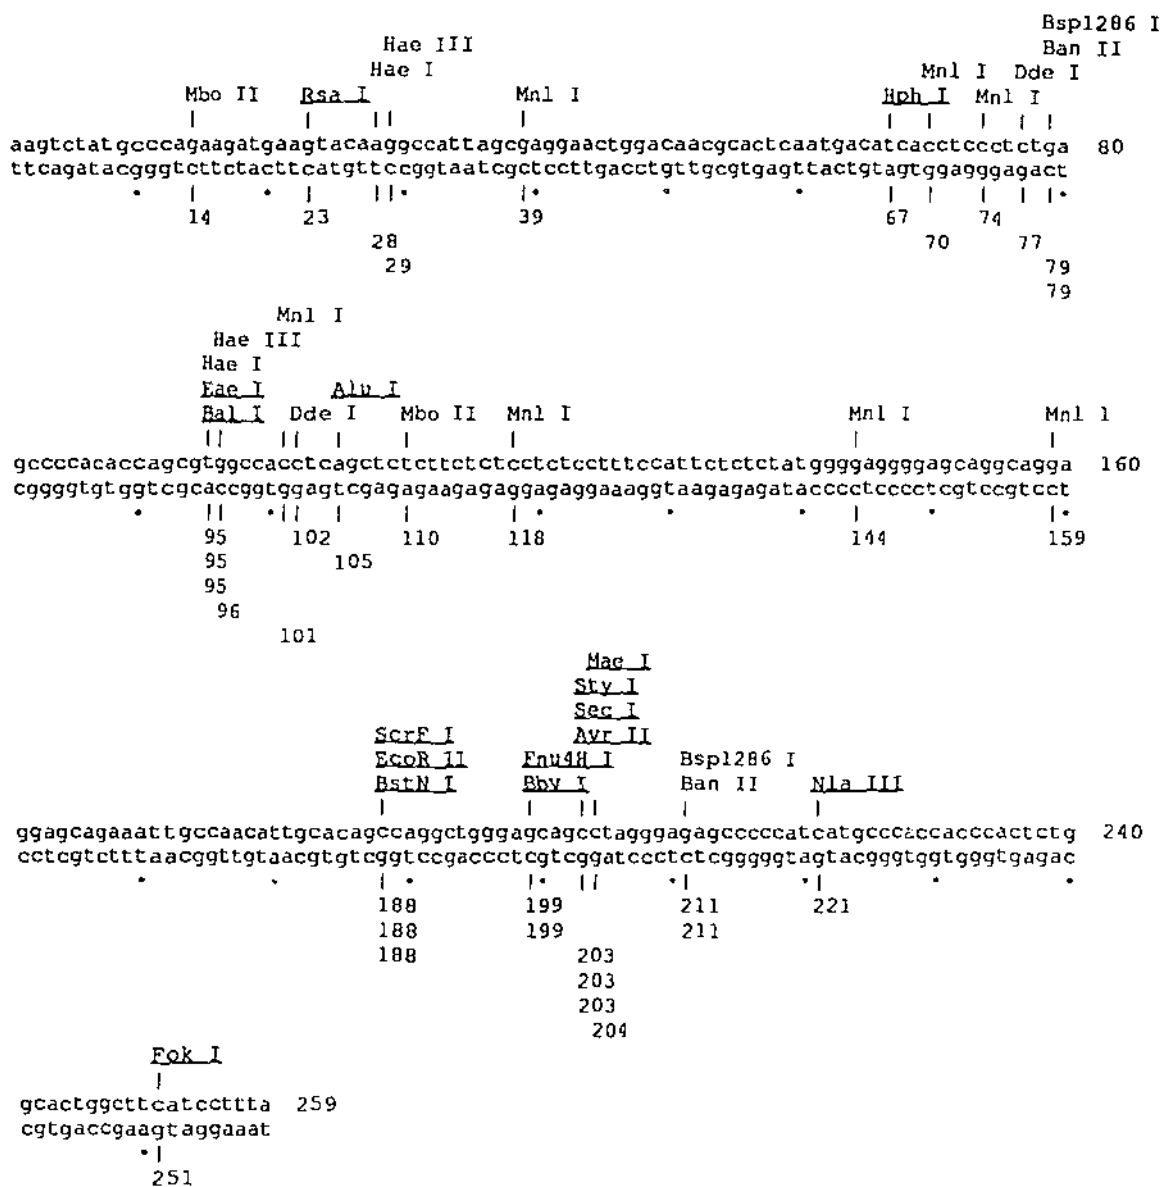 Bsp1286 I
Hae III Ban II
Hae I Mnl I Dde I
Mbo II Rsa I Mnl I Hph I Mnl I
aagtctatgcccagaagatgaagtacaaggccattagcgaggaactggacaacgcactcaatgacatcacctccctctga 80
ttcagatacgggtcttctacttcatgttccggtaatcgctccttgacctgttgcgtgagttactgtagtggagggagact
14 23 39 67 74
28 70 77
29 79
79
Mnl I
Hae III
Hae I
Eae I Alu I
Bal I Dde I Mbo II Mnl I Mnl I Mnl I
gccccacaccagcgtggccacctcagctctcttctctcctctcctttccattctctctatggggaggggagcaggcagga 160
cggggtgtggtcgcaccggtggagtcgagagaagagaggagaggaaaggtaagagagatacccctcccctcgtccgtcct
95 102 110 118 144 159
95 105
95
96
101
Mae I
Sty I
ScrF I Sec I
EcoR II Avr II
BstN I Fnu4H I Bsp1286 I
Bbv I Ban II Nla III
ggagcagaaattgccaacattgcacagccaggctgggagcagcctagggagagcccccatcatgcccaccacccactctg 240
cctcgtctttaacggttgtaacgtgtcggtccgaccctcgtcggatccctctcgggggtagtacgggtggtgggtgagac
188 199 211 221
188 199 211
188 203
203
203
204
Fok I
gcactggcttcatccttta 259
cgtgaccgaagtaggaaat
251